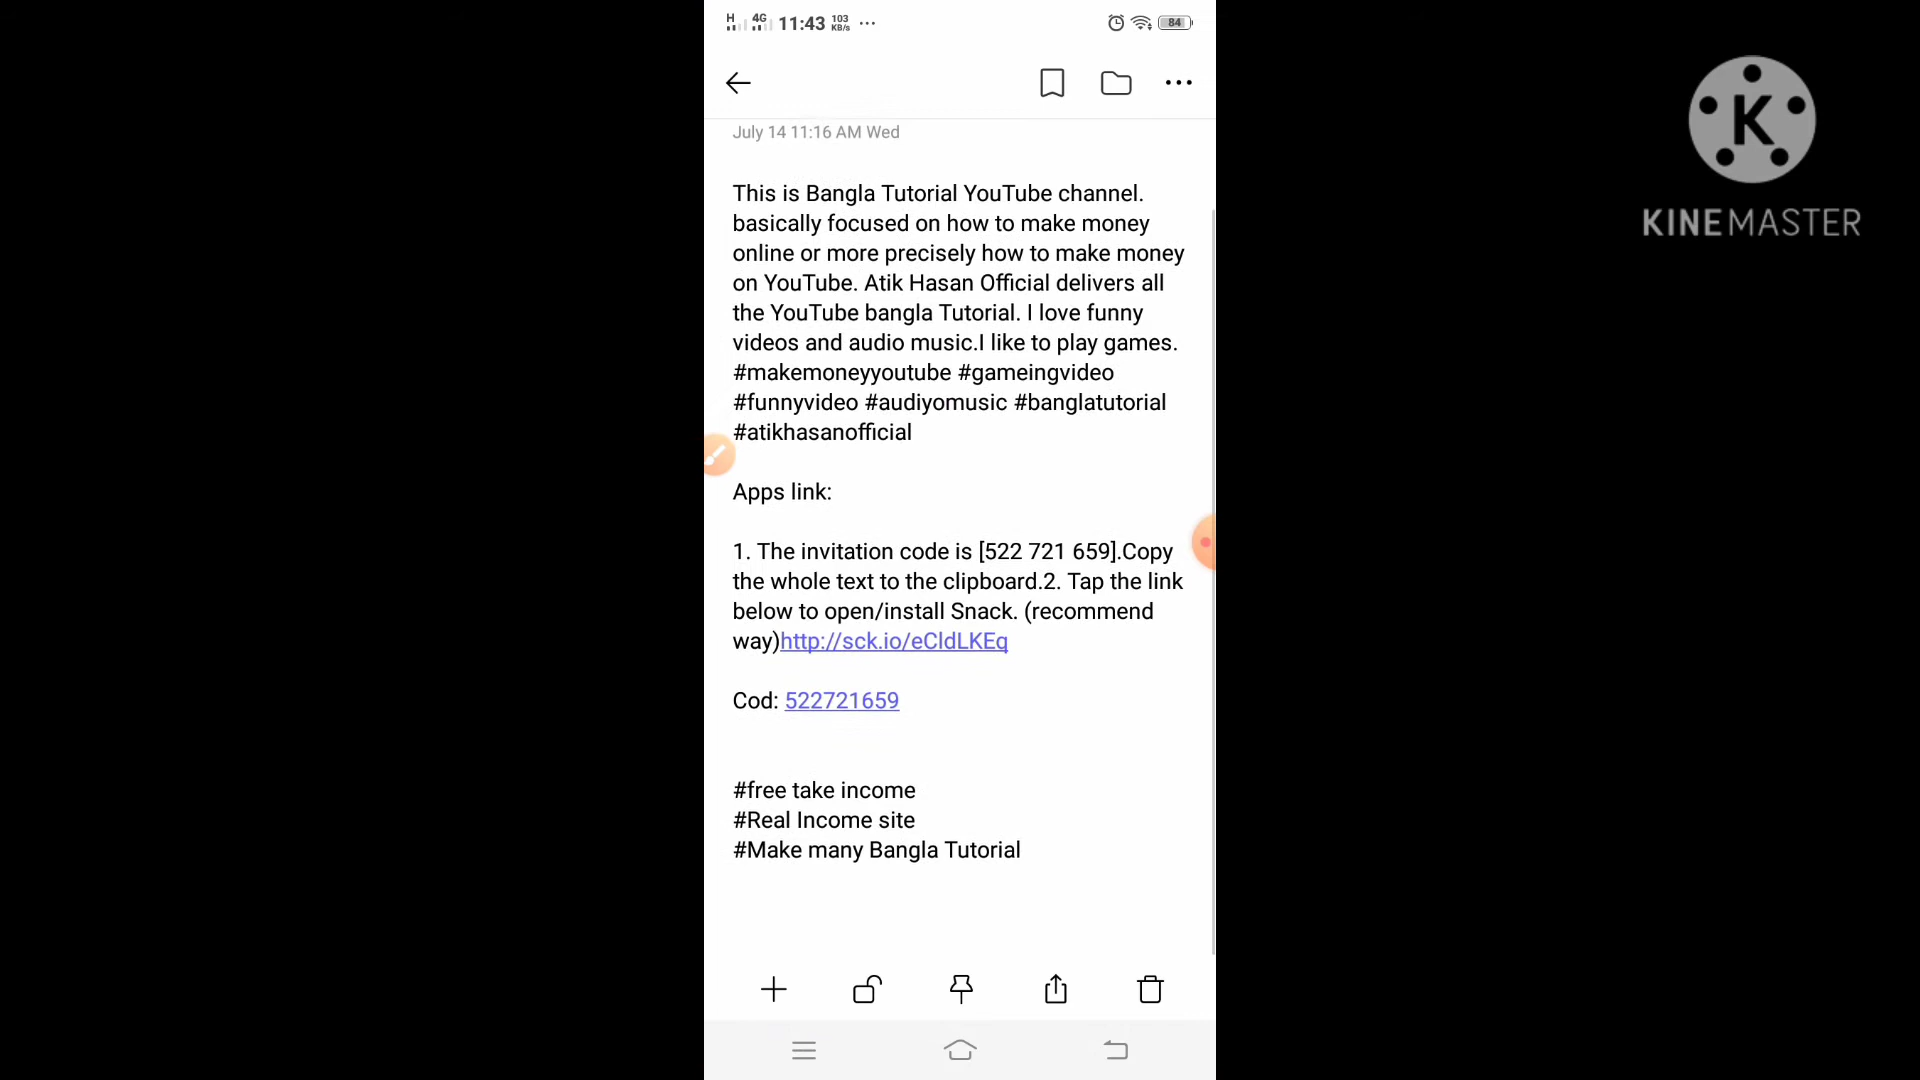 H 4G 11:43 103 KB/s ... 84
July 14 11:16 AM Wed
This is Bangla Tutorial YouTube channel.
basically focused on how to make money
online or more precisely how to make money
on YouTube. Atik Hasan Official delivers all
the YouTube bangla Tutorial. I love funny
videos and audio music.I like to play games.
#makemoneyyoutube #gameingvideo
#funnyvideo #audiyomusic #banglatutorial
#atikhasanofficial
Apps link:
1. The invitation code is [522 721 659].Copy
the whole text to the clipboard.2. Tap the link
below to open/install Snack. (recommend
way)http://sck.io/eCldLKEq
Cod: 522721659
#free take income
#Real Income site
#Make many Bangla Tutorial
K
KINEMASTER